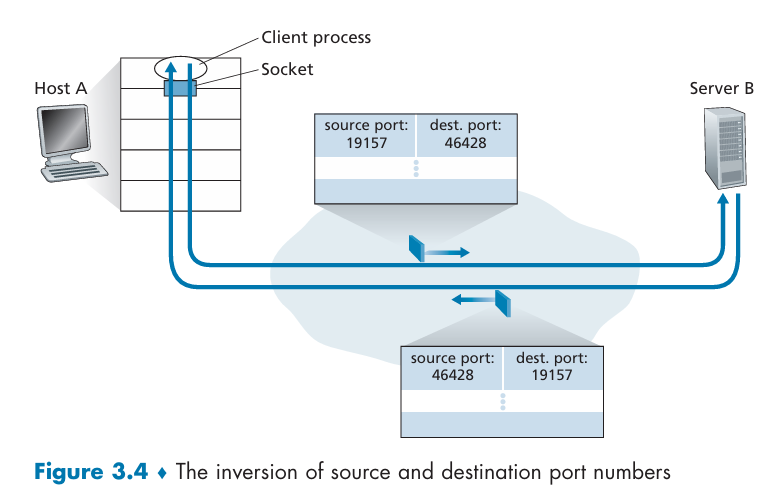 Client process
Socket
Host A
Server B
source port:
19157
dest. port:
46428
source port:
46428
dest. port:
19157
Figure 3.4 ♦ The inversion of source and destination port numbers